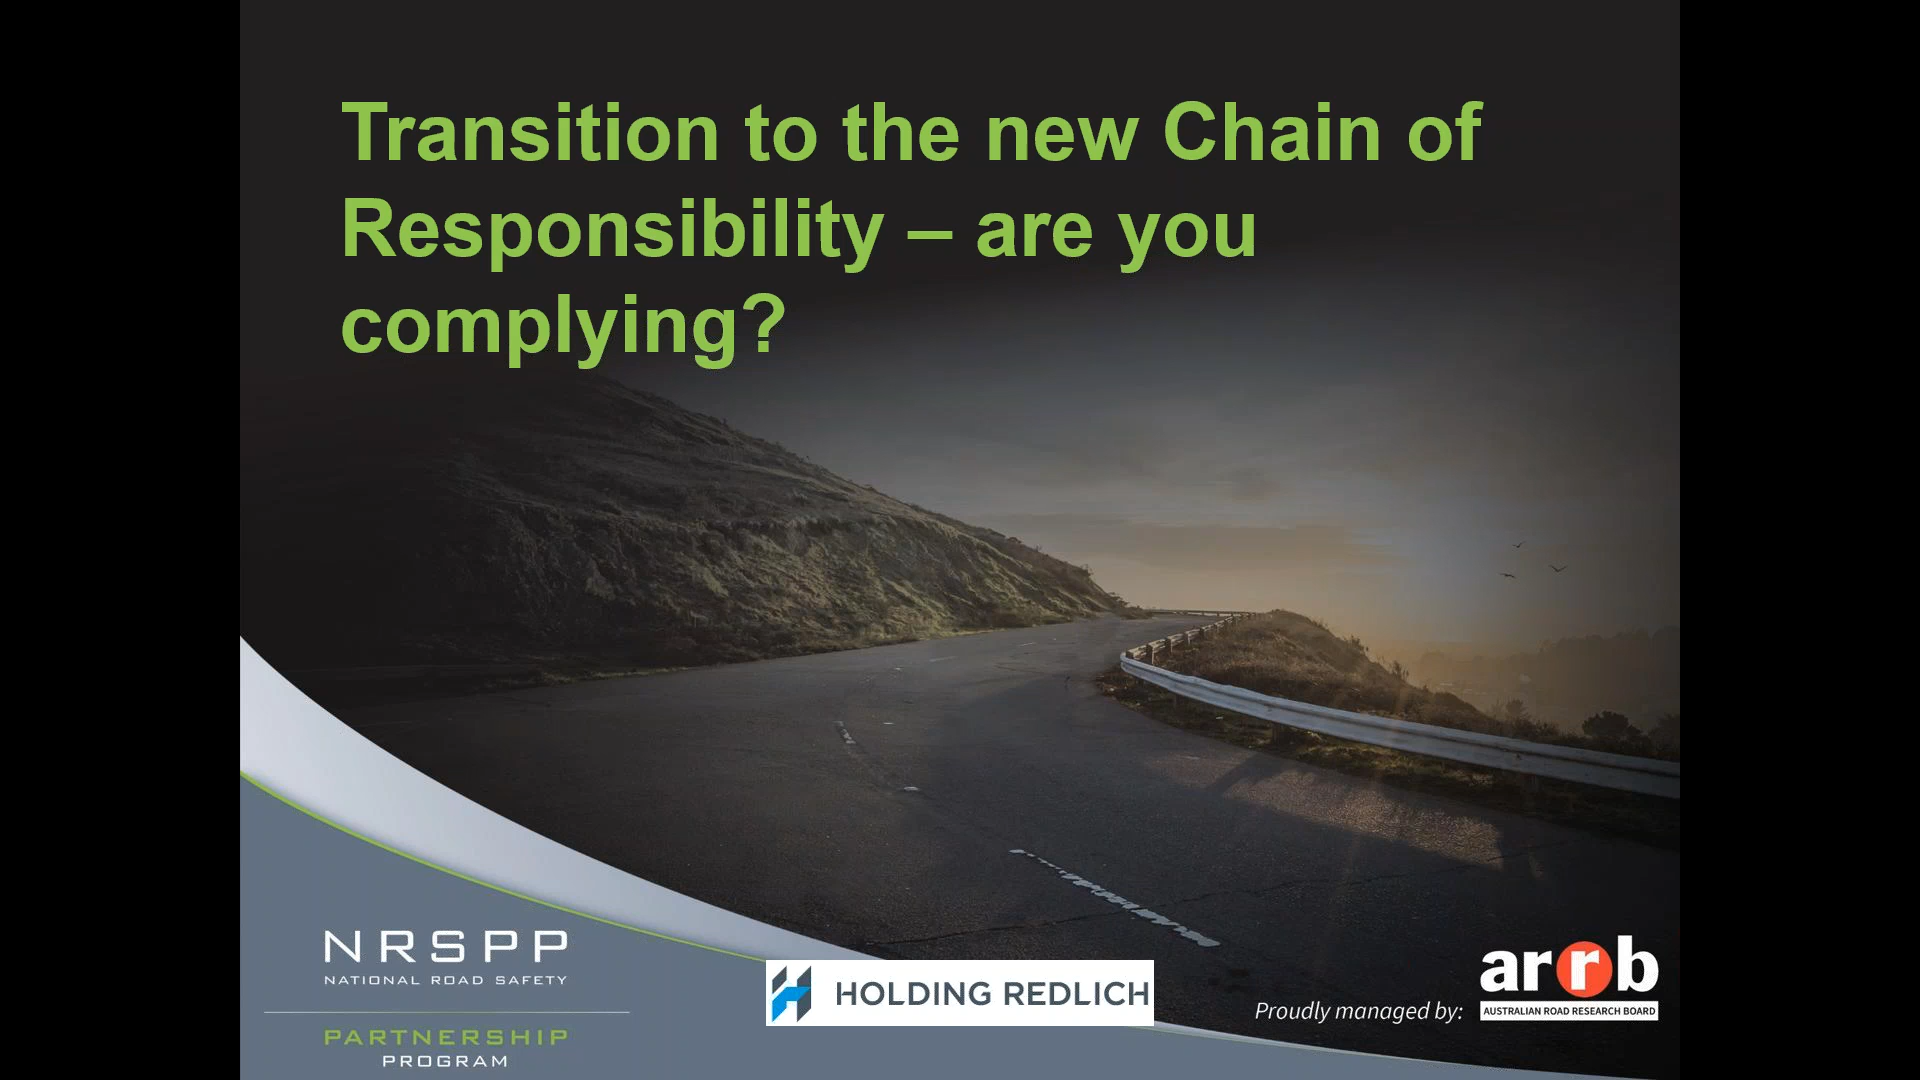 Transition to the new Chain of
Responsibility – are you
complying?
NRSPP
NATIONAL ROAD SAFETY
PARTNERSHIP
PROGRAM
HOLDING REDLICH
Proudly managed by:
arrb
AUSTRALIAN ROAD RESEARCH BOARD